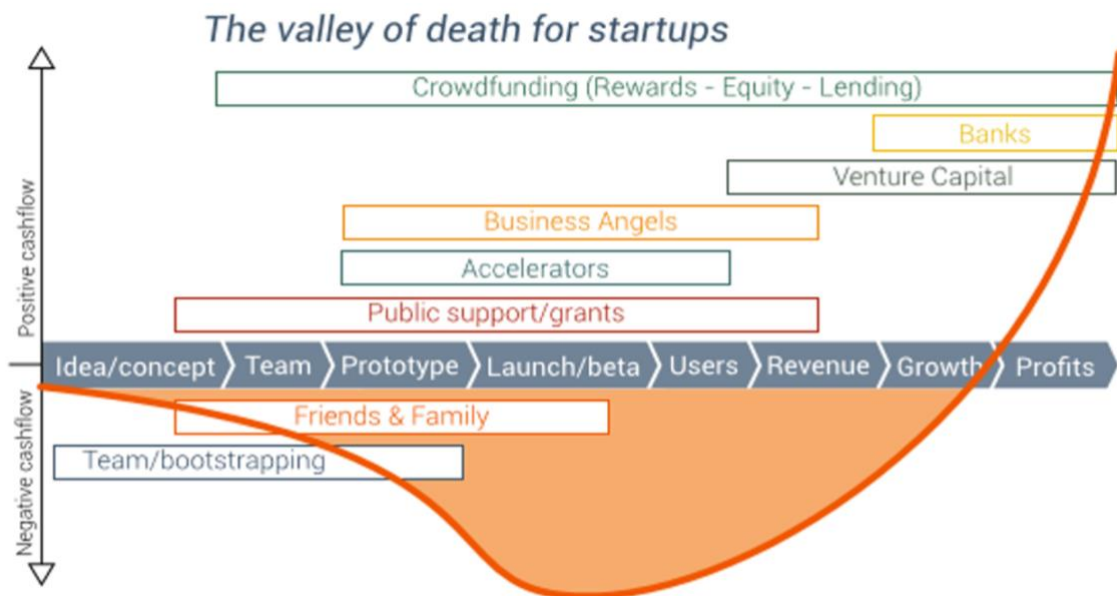 The valley of death for startups
Crowdfunding (Rewards - Equity - Lending)
Banks
Venture Capital
Business Angels
Accelerators
Public support/grants
Positive cashflow
Idea/concept Team Prototype Launch/beta Users Revenue Growth Profits
Friends & Family
Team/bootstrapping
Negative cashflow